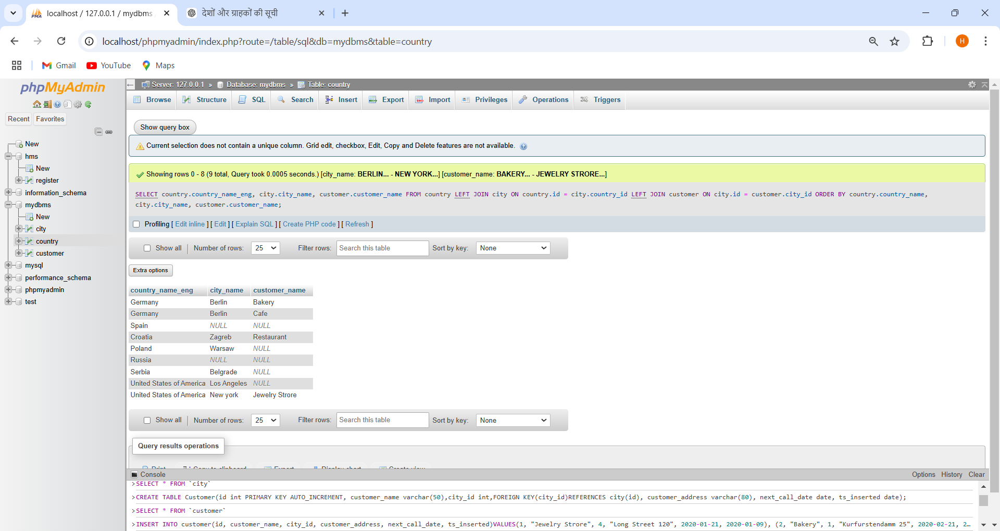 localhost / 127.0.0.1 / mydbms
देशों और ग्राहकों की सूची
localhost/phpmyadmin/index.php?route=/table/sql&db=mydbms&table=country
H
Gmail
YouTube
Maps
phpMyAdmin
Recent
Favorites
New
hms
New
register
information_schema
mydbms
New
city
country
customer
mysql
performance_schema
phpmyadmin
test
Server: 127.0.0.1 » Database: mydbms » Table: country
Browse Structure SQL Search Insert Export Import Privileges Operations Triggers
Show query box
Current selection does not contain a unique column. Grid edit, checkbox, Edit, Copy and Delete features are not available.
Showing rows 0 - 8 (9 total, Query took 0.0005 seconds.) [city_name: BERLIN... - NEW YORK...] [customer_name: BAKERY... - JEWELRY STRORE...]
SELECT country.country_name_eng, city.city_name, customer.customer_name FROM country LEFT JOIN city ON country.id = city.country_id LEFT JOIN customer ON city.id = customer.city_id ORDER BY country.country_name,
city.city_name, customer.customer_name;
Profiling [ Edit inline ] [ Edit ] [ Explain SQL ] [ Create PHP code ] [ Refresh ]
Show all Number of rows: 25 Filter rows: Search this table Sort by key: None
Extra options
country_name_eng city_name customer_name
Germany Berlin Bakery
Germany Berlin Cafe
Spain NULL NULL
Croatia Zagreb Restaurant
Poland Warsaw NULL
Russia NULL NULL
Serbia Belgrade NULL
United States of America Los Angeles NULL
United States of America New york Jewelry Strore
Show all Number of rows: 25 Filter rows: Search this table Sort by key: None
Query results operations
Print Copy to clipboard Export Display chart Create view
Console Options History Clear
>SELECT * FROM `city`
>CREATE TABLE Customer(id int PRIMARY KEY AUTO_INCREMENT, customer_name varchar(50),city_id int,FOREIGN KEY(city_id)REFERENCES city(id), customer_address varchar(80), next_call_date date, ts_inserted date);
>SELECT * FROM `customer`
>INSERT INTO customer(id, customer_name, city_id, customer_address, next_call_date, ts_inserted)VALUES(1, "Jewelry Strore", 4, "Long Street 120", 2020-01-21, 2020-01-09), (2, "Bakery", 1, "Kurfurstendamm 25", 2020-02-21, 2…